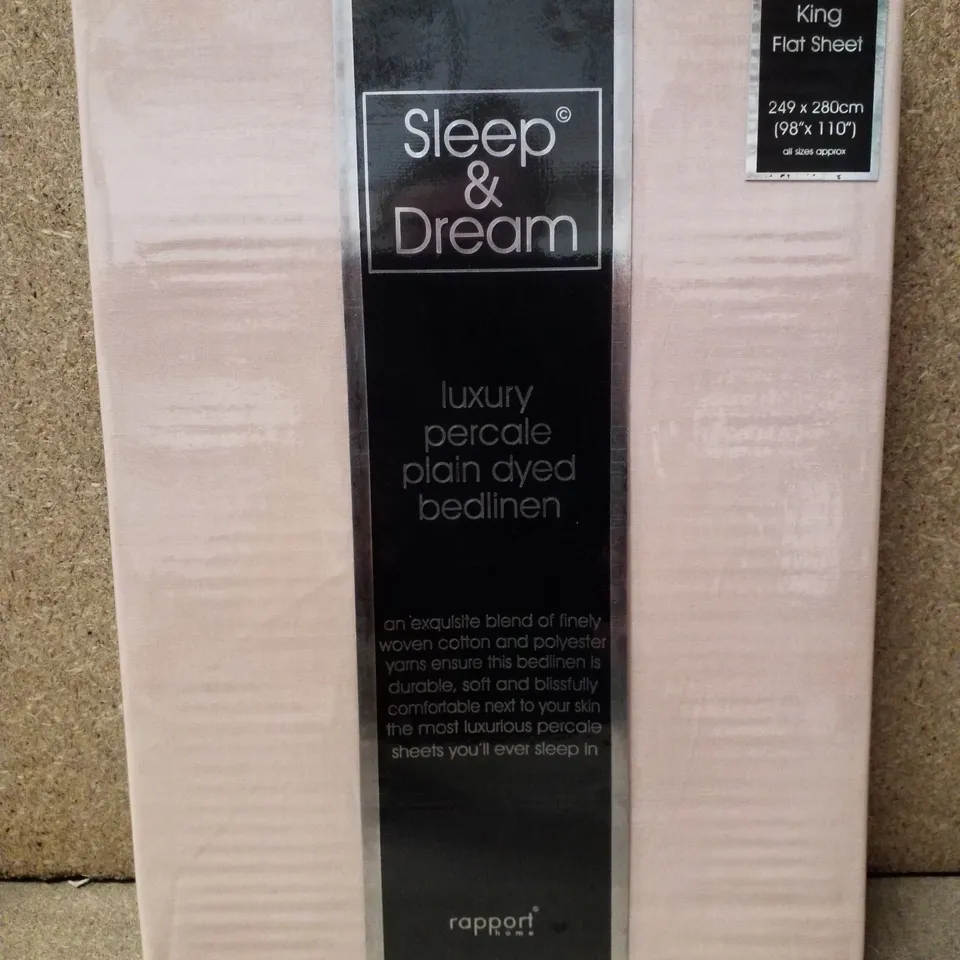 King
Flat Sheet
249 x 280cm
(98"x 110")
all sizes approx
Sleep©
&
Dream
luxury
percale
plain dyed
bedlinen
an exquisite blend of finely
woven cotton and polyester
yarns ensure this bedlinen is
durable, soft and blissfully
comfortable next to your skin
the most luxurious percale
sheets you'll ever sleep in
rapport©
home